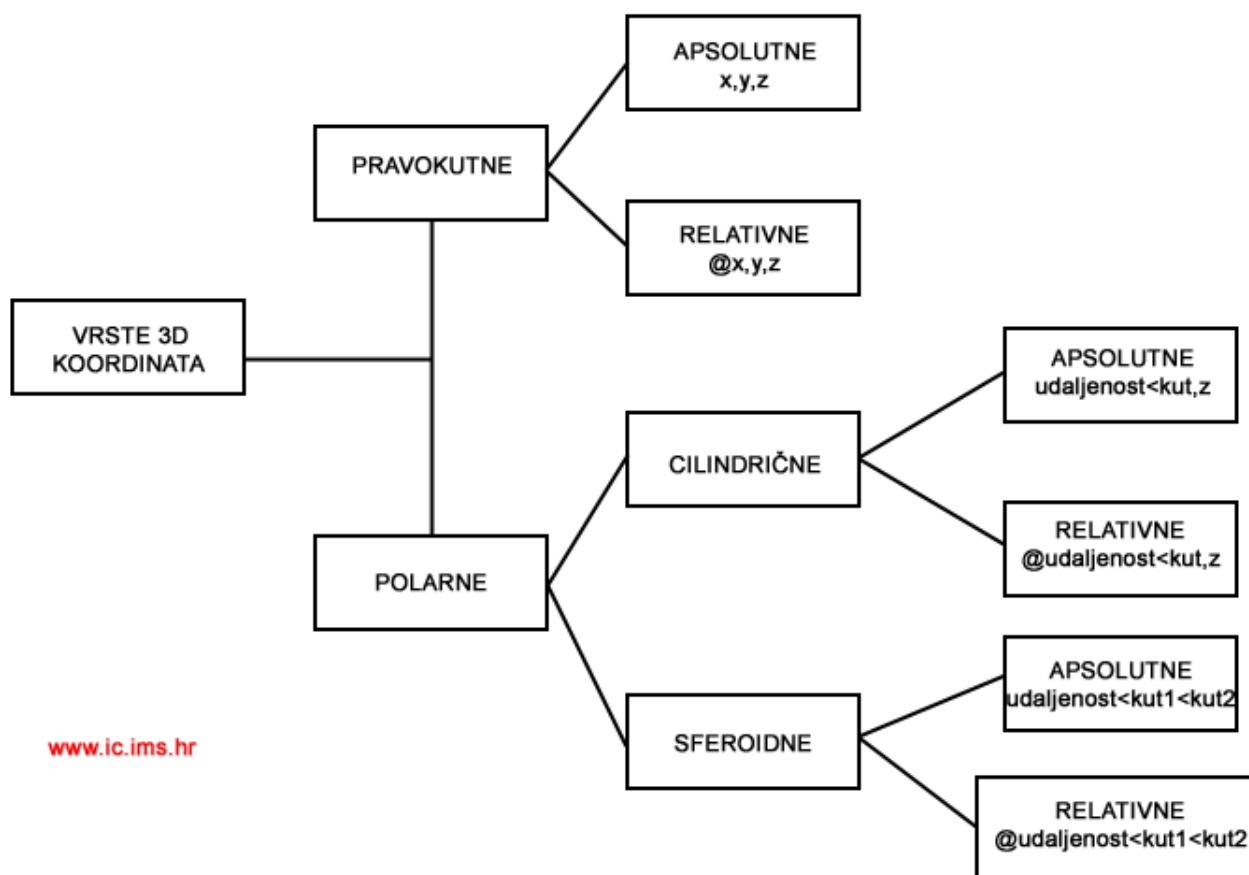 APSOLUTNE
x,y,z
PRAVOKUTNE
RELATIVNE
@x,y,z
VRSTE 3D
KOORDINATA
APSOLUTNE
udaljenost<kut,z
CILINDRIČNE
RELATIVNE
@udaljenost<kut,z
POLARNE
APSOLUTNE
udaljenost<kut1<kut2
SFEROIDNE
RELATIVNE
@udaljenost<kut1<kut2
www.ic.ims.hr